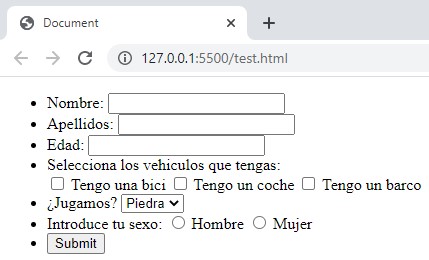 Document
127.0.0.1:5500/test.html
Nombre:
Apellidos:
Edad:
Selecciona los vehiculos que tengas:
Tengo una bici Tengo un coche Tengo un barco
¿Jugamos? Piedra
Introduce tu sexo: Hombre Mujer
Submit